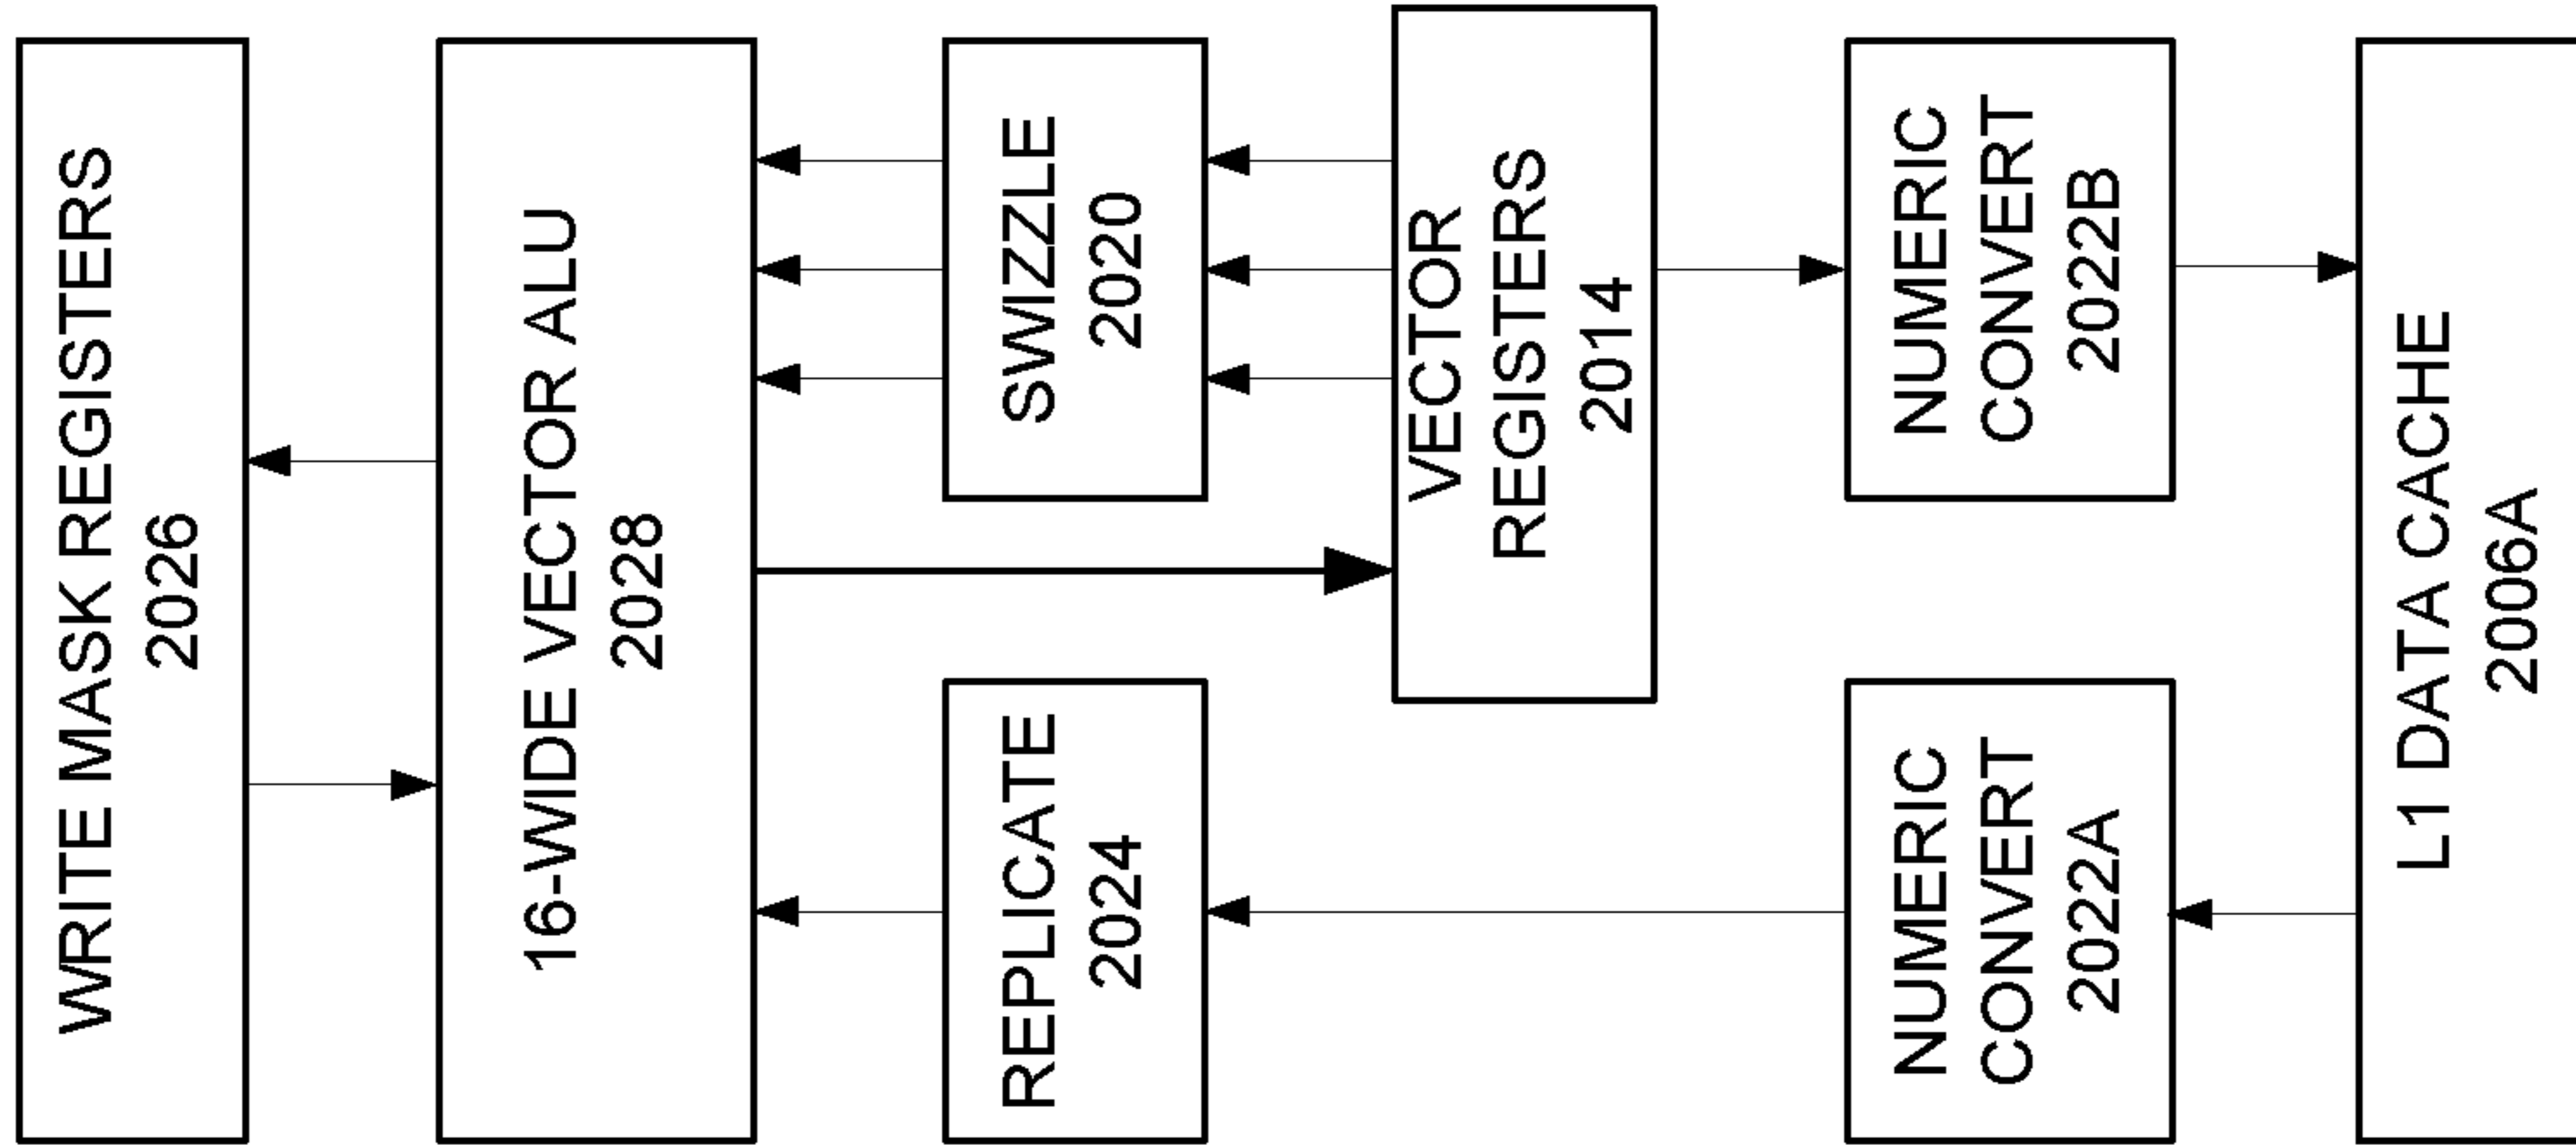 WRITE MASK REGISTERS
2026
16-WIDE VECTOR ALU
2028
REPLICATE
2024
SWIZZLE
2020
VECTOR
REGISTERS
2014
NUMERIC
CONVERT
2022A
NUMERIC
CONVERT
2022B
L1 DATA CACHE
2006A